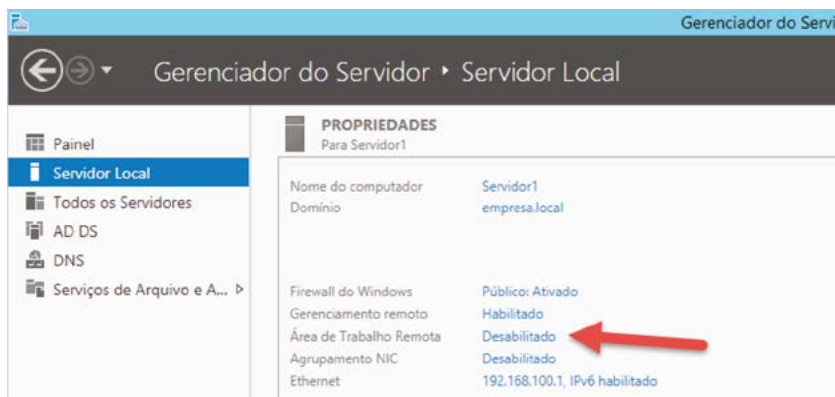 Gerenciador do Servi
Gerenciador do Servidor ‣ Servidor Local
Painel
Servidor Local
Todos os Servidores
AD DS
DNS
Serviços de Arquivo e A...
PROPRIEDADES
Para Servidor1
Nome do computador Servidor1
Domínio empresa.local
Firewall do Windows Público: Ativado
Gerenciamento remoto Habilitado
Área de Trabalho Remota Desabilitado
Agrupamento NIC Desabilitado
Ethernet 192.168.100.1, IPv6 habilitado